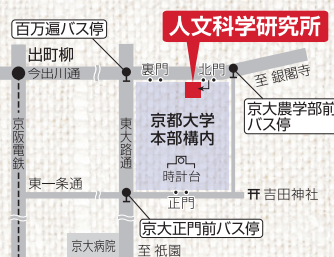 人文科学研究所
百万遍バス停
出町柳
今出川通
裏門
北門
至 銀閣寺
京大農学部前
バス停
京都大学
本部構内
時計台
京阪電鉄
東大路通
東一条通
正門
吉田神社
京大正門前バス停
京大病院
至 祇園